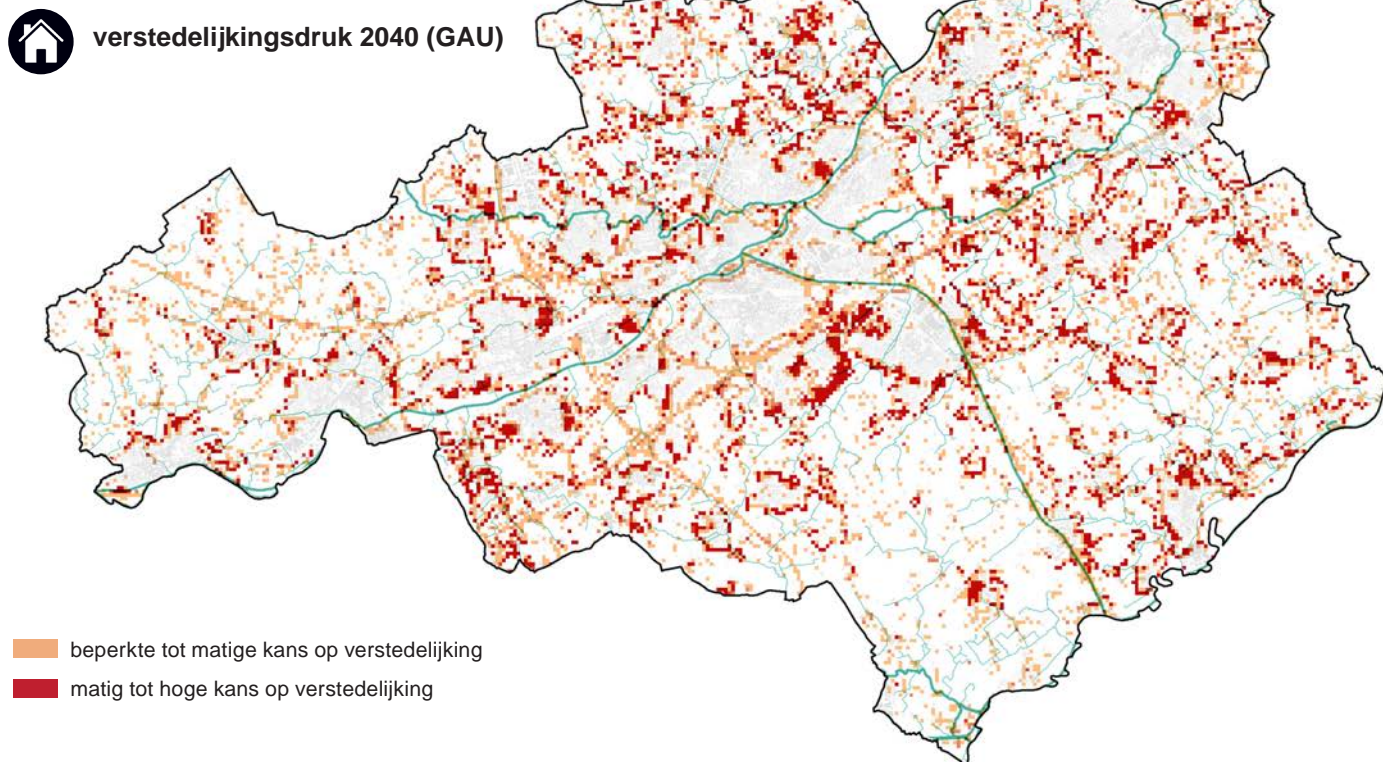 verstedelijkingsdruk 2040 (GAU)
beperkte tot matige kans op verstedelijking
matig tot hoge kans op verstedelijking